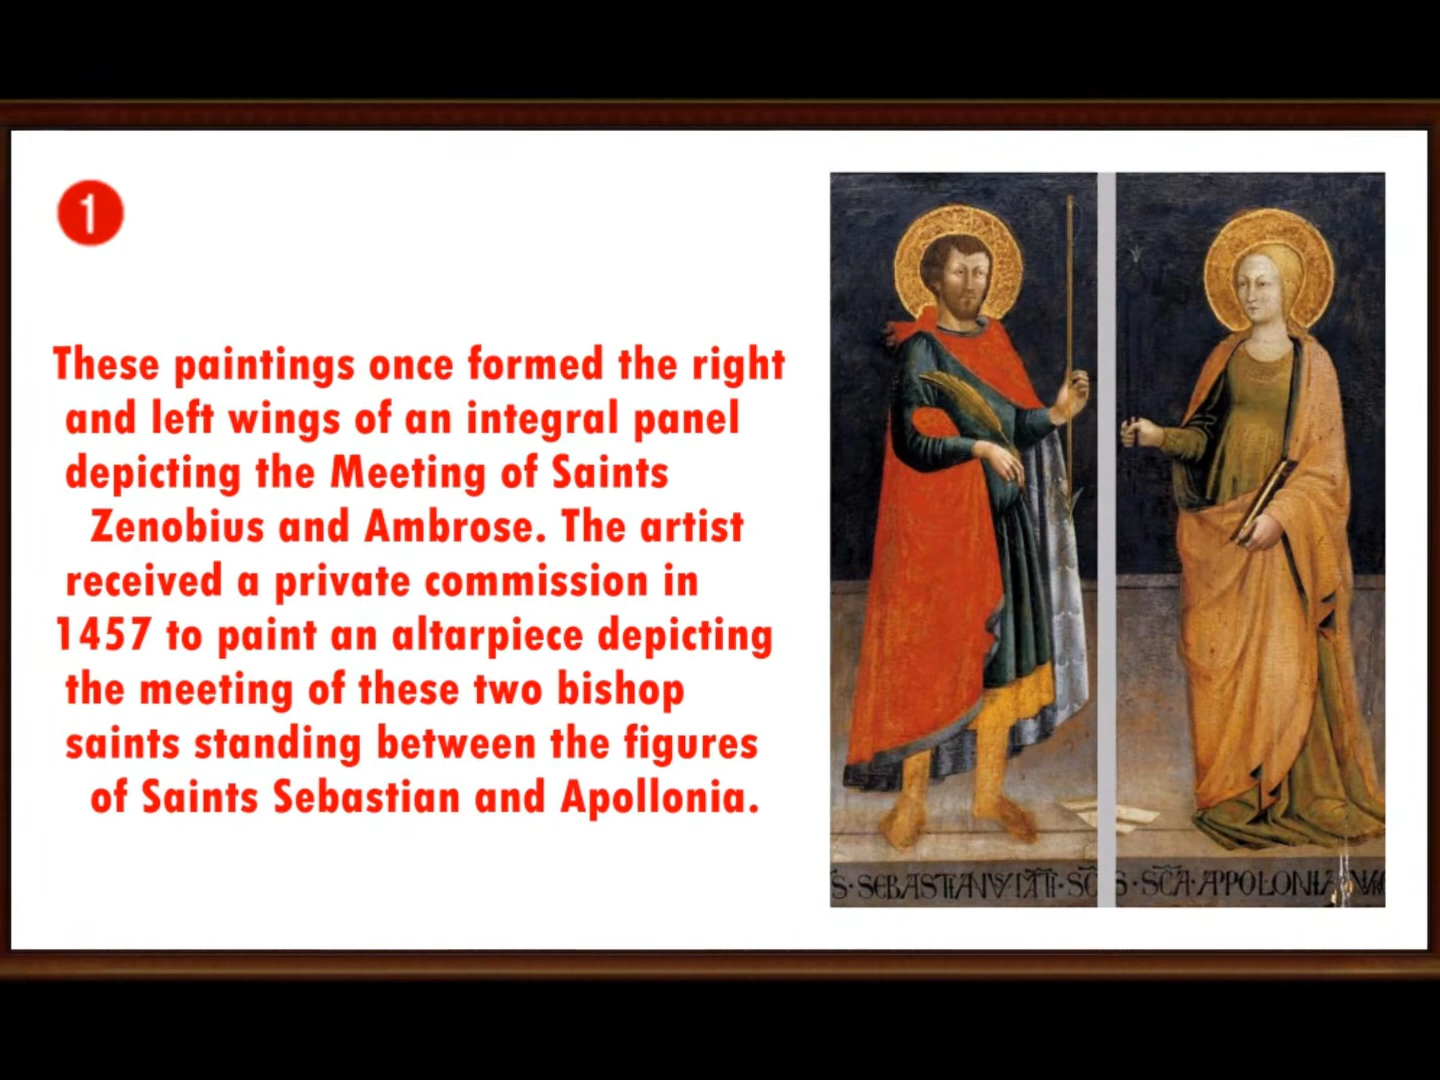 1
These paintings once formed the right
and left wings of an integral panel
depicting the Meeting of Saints
Zenobius and Ambrose. The artist
received a private commission in
1457 to paint an altarpiece depicting
the meeting of these two bishop
saints standing between the figures
of Saints Sebastian and Apollonia.
S·SEBASTIANVS
S·SCA·APPOLONIA